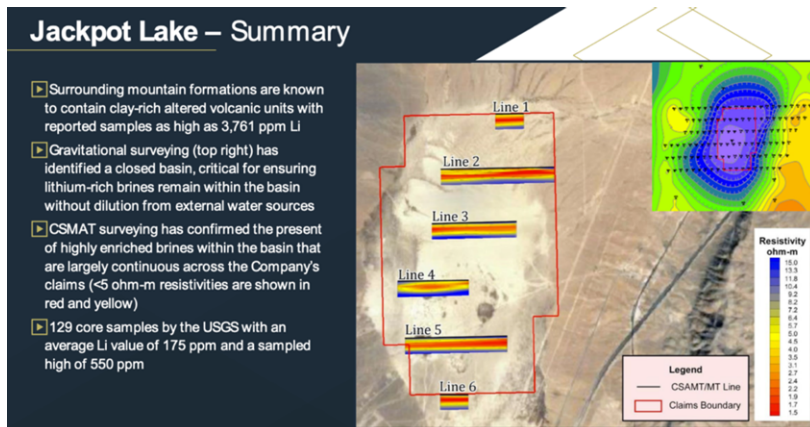 Jackpot Lake – Summary
Surrounding mountain formations are known
to contain clay-rich altered volcanic units with
reported samples as high as 3,761 ppm Li
Gravitational surveying (top right) has
identified a closed basin, critical for ensuring
lithium-rich brines remain within the basin
without dilution from external water sources
CSMAT surveying has confirmed the present
of highly enriched brines within the basin that
are largely continuous across the Company's
claims (<5 ohm-m resistivities are shown in
red and yellow)
129 core samples by the USGS with an
average Li value of 175 ppm and a sampled
high of 550 ppm
Line 1
Line 2
Line 3
Line 4
Line 5
Line 6
Resistivity
ohm-m
15.0
13.3
11.8
10.4
9.2
8.2
7.2
6.4
5.7
5.0
4.5
4.0
3.5
3.1
2.7
2.4
2.2
1.9
1.7
1.5
Legend
CSAMT/MT Line
Claims Boundary